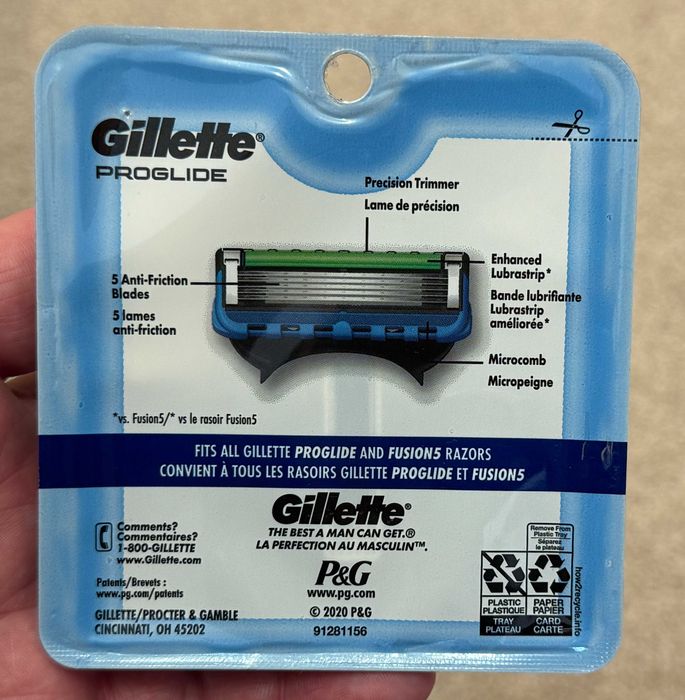 Gillette®
PROGLIDE
Precision Trimmer
Lame de précision
5 Anti-Friction
Blades
5 lames
anti-friction
Enhanced
Lubrastrip*
Bande lubrifiante
Lubrastrip
améliorée*
Microcomb
Micropeigne
*vs. Fusion5/* vs le rasoir Fusion5
FITS ALL GILLETTE PROGLIDE AND FUSION5 RAZORS
CONVIENT À TOUS LES RASOIRS GILLETTE PROGLIDE ET FUSION5
Comments?
Commentaires?
1-800-GILLETTE
www.Gillette.com
Patents/Brevets :
www.pg.com/patents
GILLETTE/PROCTER & GAMBLE
CINCINNATI, OH 45202
Gillette®
THE BEST A MAN CAN GET.®
LA PERFECTION AU MASCULIN™.
P&G
www.pg.com
© 2020 P&G
91281156
Remove From
Plastic Tray
Séparez
le plateau
PLASTIC
PLASTIQUE
TRAY
PLATEAU
PAPER
PAPIER
CARD
CARTE
how2recycle.info